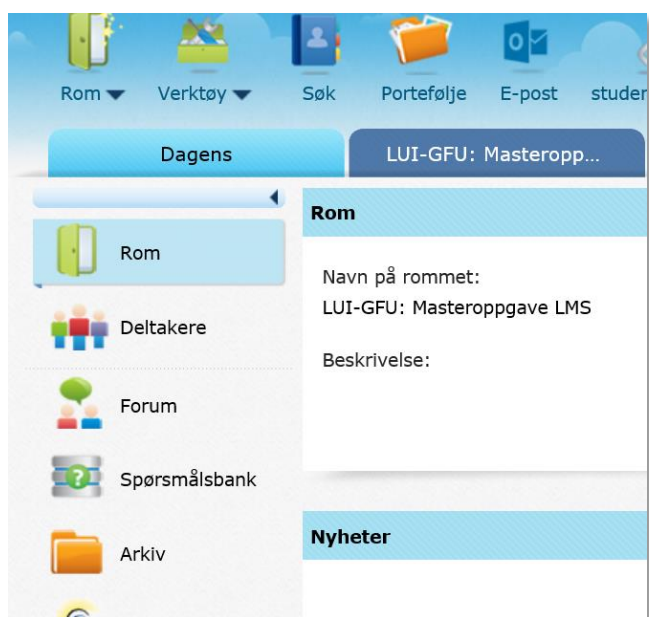 Rom Verktøy Søk Portefølje E-post
Dagens LUI-GFU: Masteropp...
Rom
Deltakere
Forum
Spørsmålsbank
Arkiv
Rom
Navn på rommet:
LUI-GFU: Masteroppgave LMS
Beskrivelse:
Nyheter